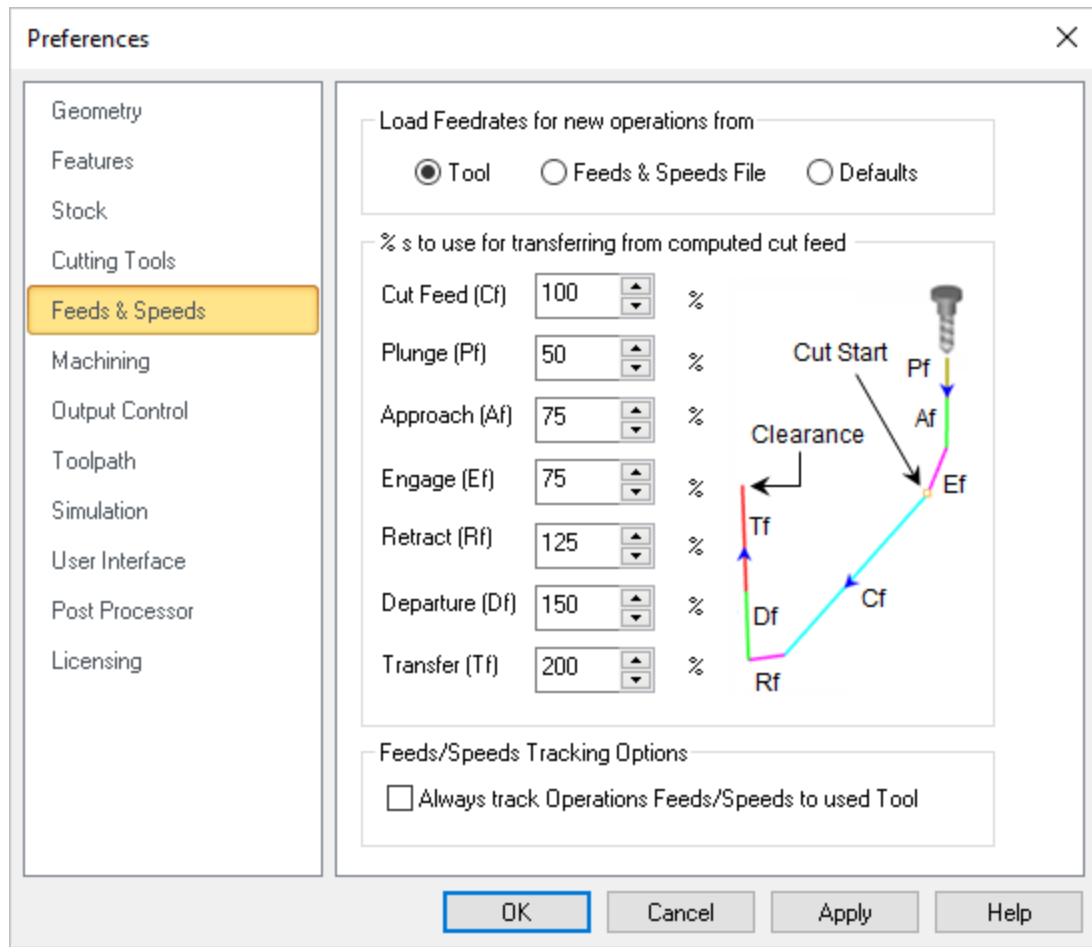 Preferences
Geometry
Features
Stock
Cutting Tools
Feeds & Speeds
Machining
Output Control
Toolpath
Simulation
User Interface
Post Processor
Licensing
Load Feedrates for new operations from
Tool
Feeds & Speeds File
Defaults
% s to use for transferring from computed cut feed
Cut Feed (Cf) 100 %
Plunge (Pf) 50 %
Approach (Af) 75 %
Engage (Ef) 75 %
Retract (Rf) 125 %
Departure (Df) 150 %
Transfer (Tf) 200 %
Cut Start
Pf
Af
Clearance
Ef
Tf
Cf
Df
Rf
Feeds/Speeds Tracking Options
Always track Operations Feeds/Speeds to used Tool
OK
Cancel
Apply
Help